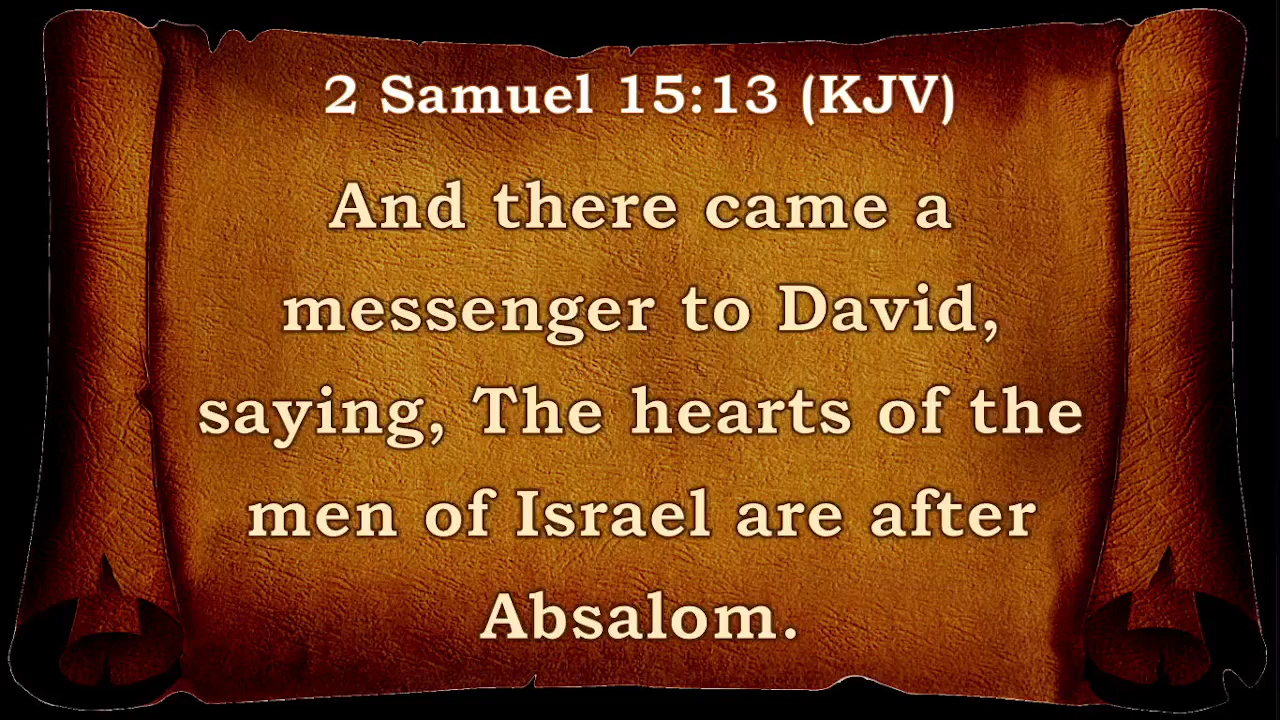 2 Samuel 15:13 (KJV)
And there came a
messenger to David,
saying, The hearts of the
men of Israel are after
Absalom.